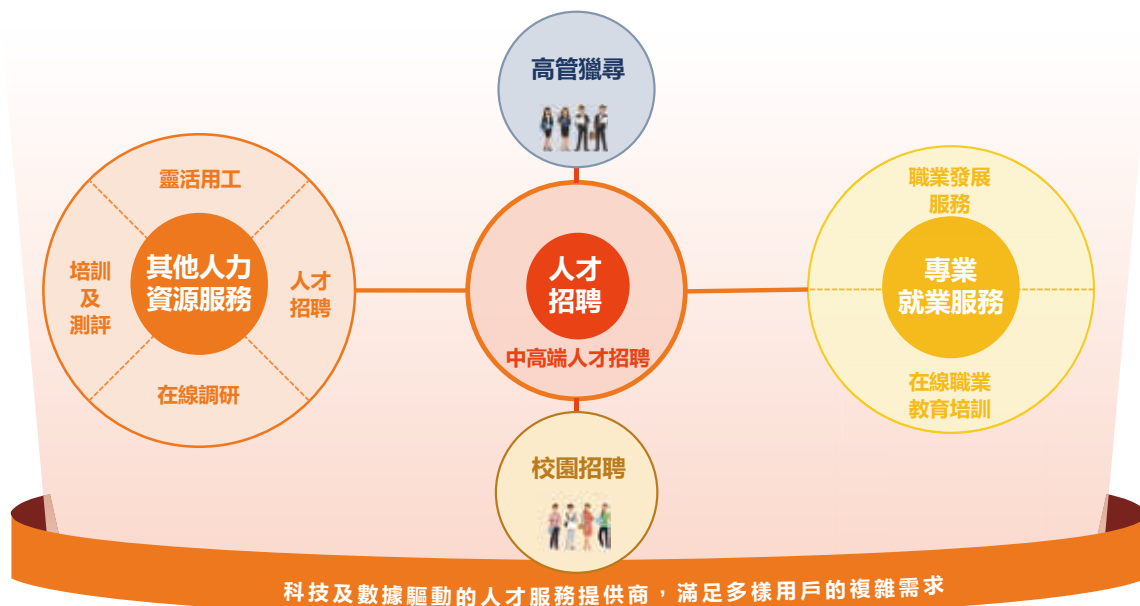 高管獵尋
靈活用工
培訓
及
測評
其他人力
資源服務
人才
招聘
在線調研
人才
招聘
中高端人才招聘
校園招聘
職業發展
服務
專業
就業服務
在線職業
教育培訓
科技及數據驅動的人才服務提供商，滿足多樣用戶的複雜需求